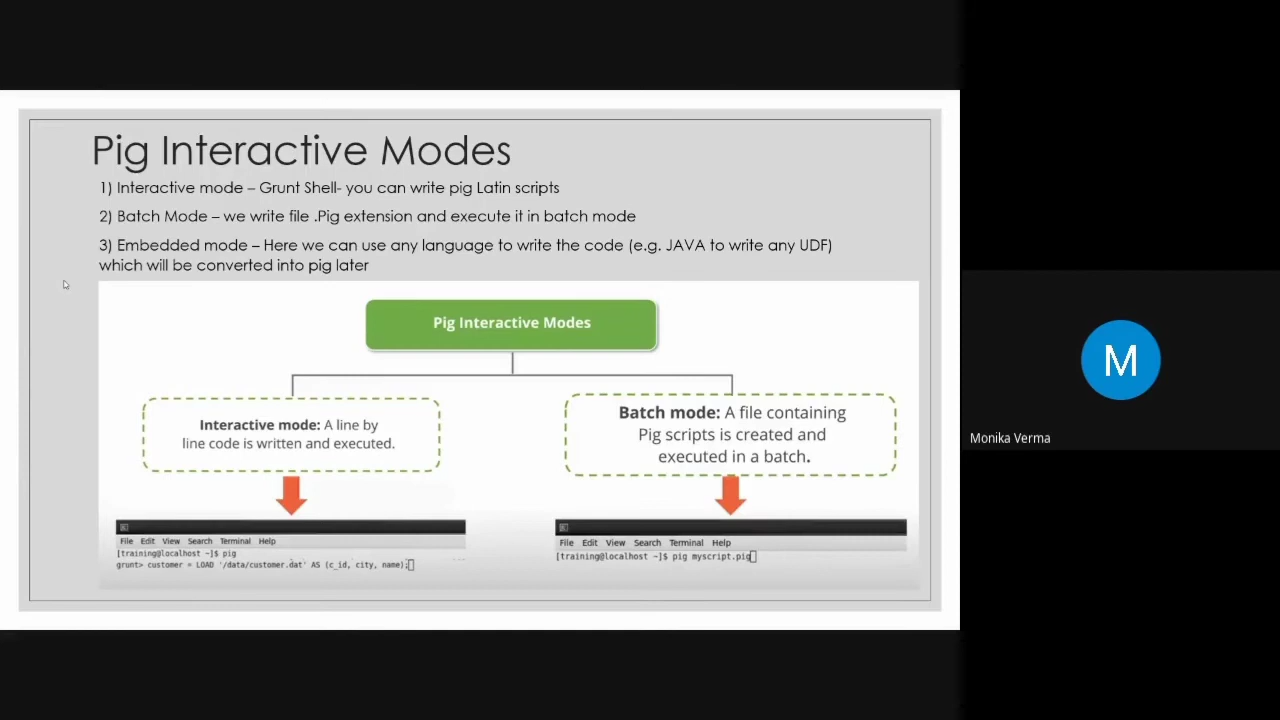 Pig Interactive Modes
1) Interactive mode – Grunt Shell- you can write pig Latin scripts
2) Batch Mode – we write file .Pig extension and execute it in batch mode
3) Embedded mode – Here we can use any language to write the code (e.g. JAVA to write any UDF)
which will be converted into pig later
Pig Interactive Modes
Interactive mode: A line by
line code is written and executed.
Batch mode: A file containing
Pig scripts is created and
executed in a batch.
File Edit View Search Terminal Help
[training@localhost ~]$ pig
grunt> customer = LOAD '/data/customer.dat' AS (c_id, city, name);
File Edit View Search Terminal Help
[training@localhost ~]$ pig myscript.pig
M
Monika Verma